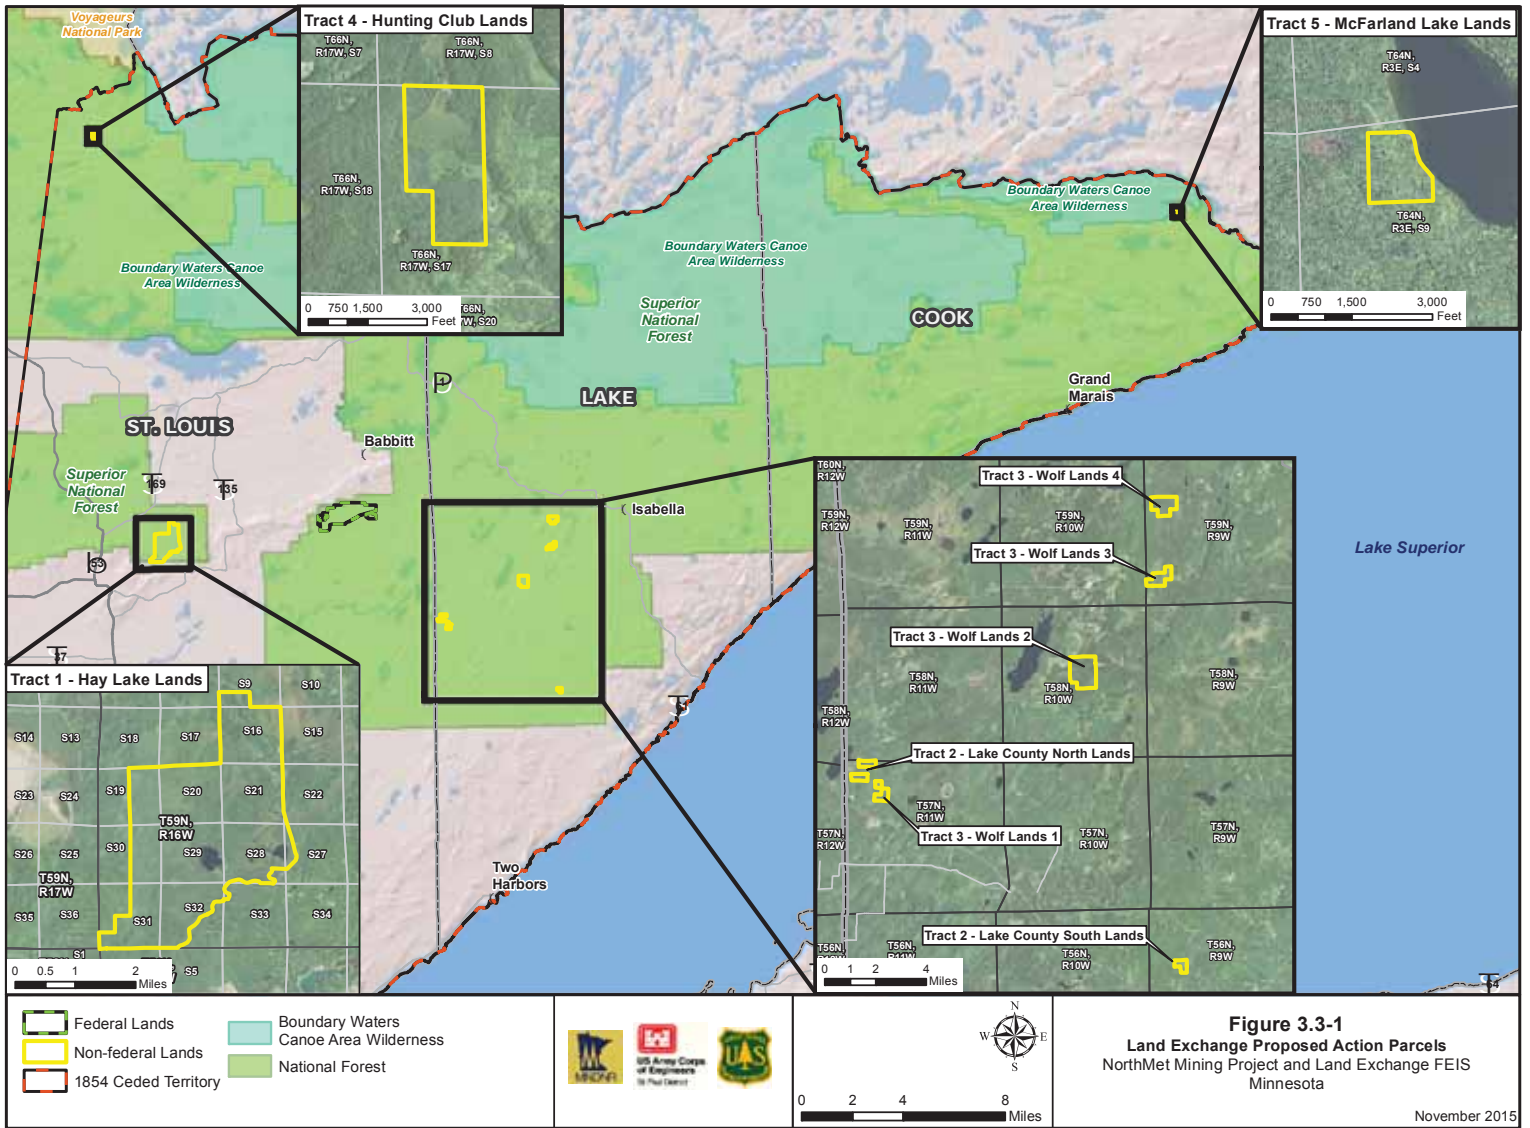 Voyageurs
National Park
Tract 4 - Hunting Club Lands
T66N,
R17W, S7
T66N,
R17W, S8
T66N,
R17W, S18
T66N,
R17W, S17
0 750 1,500 3,000
Feet
Tract 5 - McFarland Lake Lands
T64N,
R3E, S4
T64N,
R3E, S9
0 750 1,500 3,000
Feet
Boundary Waters Canoe
Area Wilderness
Boundary Waters Canoe
Area Wilderness
Boundary Waters Canoe
Area Wilderness
Superior
National
Forest
COOK
LAKE
ST. LOUIS
Grand
Marais
Babbitt
1
Superior
National
Forest
169
135
53
37
Isabella
Lake Superior
Two
Harbors
61
64
Tract 1 - Hay Lake Lands
S9
S10
S14
S13
S18
S17
S16
S15
S23
S24
S19
S20
S21
S22
T59N,
R16W
S26
S25
S30
S29
S28
S27
T59N,
R17W
S35
S36
S31
S32
S33
S34
S1
S5
0 0.5 1 2
Miles
T60N,
R12W
Tract 3 - Wolf Lands 4
T59N,
R12W
T59N,
R11W
T59N,
R10W
T59N,
R9W
Tract 3 - Wolf Lands 3
Tract 3 - Wolf Lands 2
T58N,
R11W
T58N,
R10W
T58N,
R9W
T58N,
R12W
Tract 2 - Lake County North Lands
T57N,
R11W
Tract 3 - Wolf Lands 1
T57N,
R12W
T57N,
R10W
T57N,
R9W
Tract 2 - Lake County South Lands
T56N,
T56N,
T56N,
R10W
T56N,
R9W
0 1 2 4
Miles
Federal Lands
Non-federal Lands
1854 Ceded Territory
Boundary Waters
Canoe Area Wilderness
National Forest
MNDNR
US Army Corps
of Engineers
St Paul District
UAS
N
W E
S
0 2 4 8
Miles
Figure 3.3-1
Land Exchange Proposed Action Parcels
NorthMet Mining Project and Land Exchange FEIS
Minnesota
November 2015